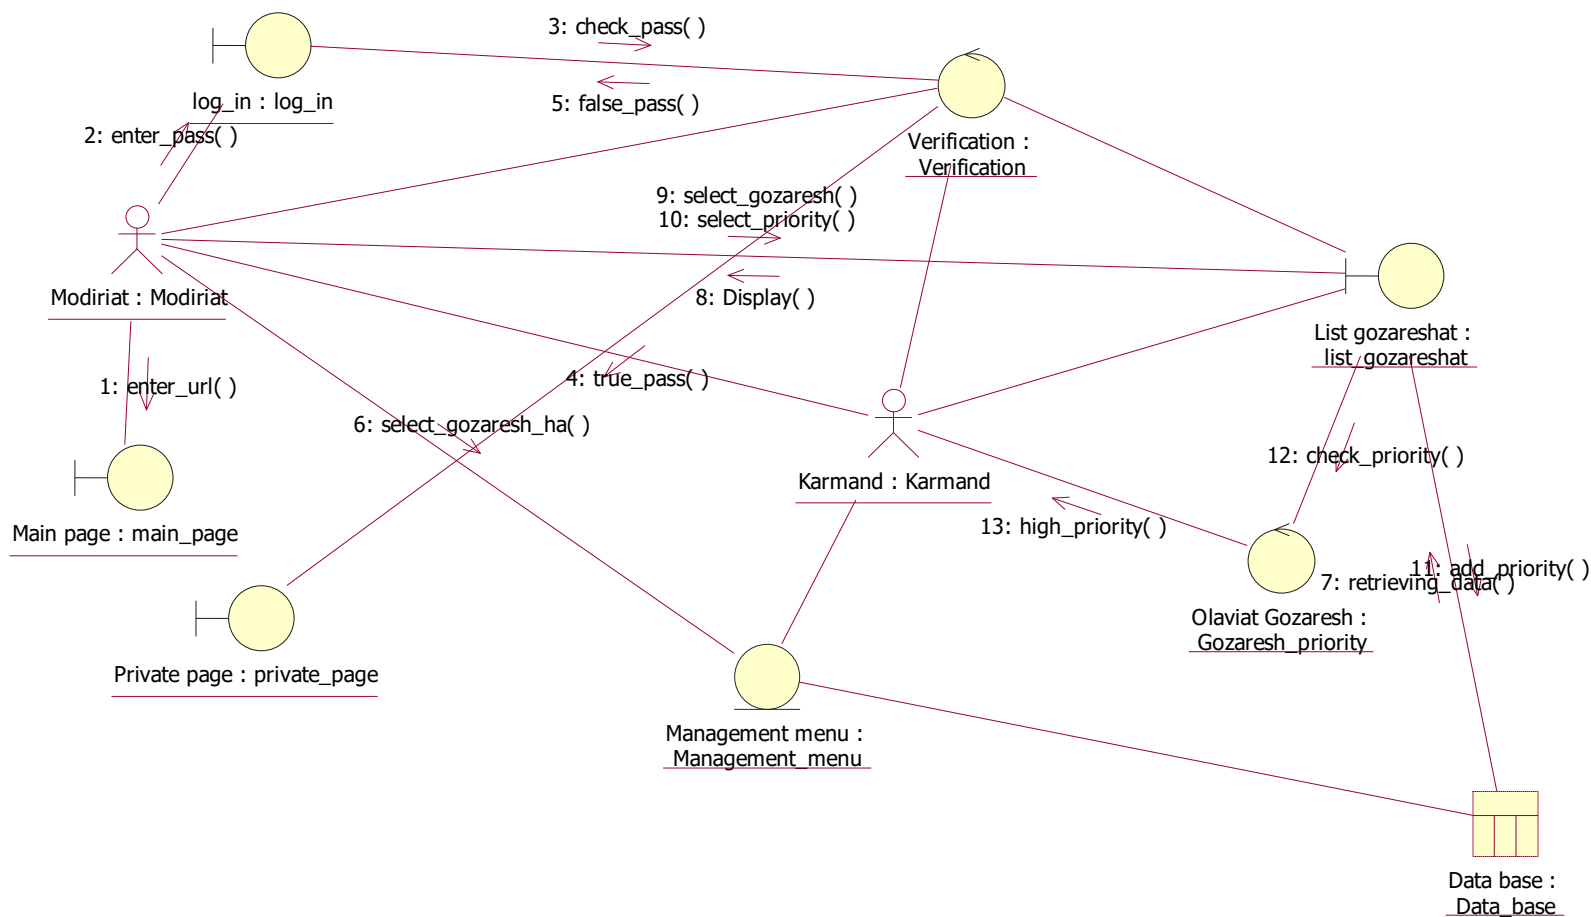 3: check_pass( )
5: false_pass( )
log_in : log_in
2: enter_pass( )
Verification :
Verification
9: select_gozaresh( )
10: select_priority( )
8: Display( )
Modiriat : Modiriat
List gozareshat :
list_gozareshat
1: enter_url( )
4: true_pass( )
6: select_gozaresh_ha( )
12: check_priority( )
Karmand : Karmand
13: high_priority( )
Main page : main_page
11: add_priority( )
7: retrieving_data( )
Olaviat Gozaresh :
Gozaresh_priority
Private page : private_page
Management menu :
Management_menu
Data base :
Data_base